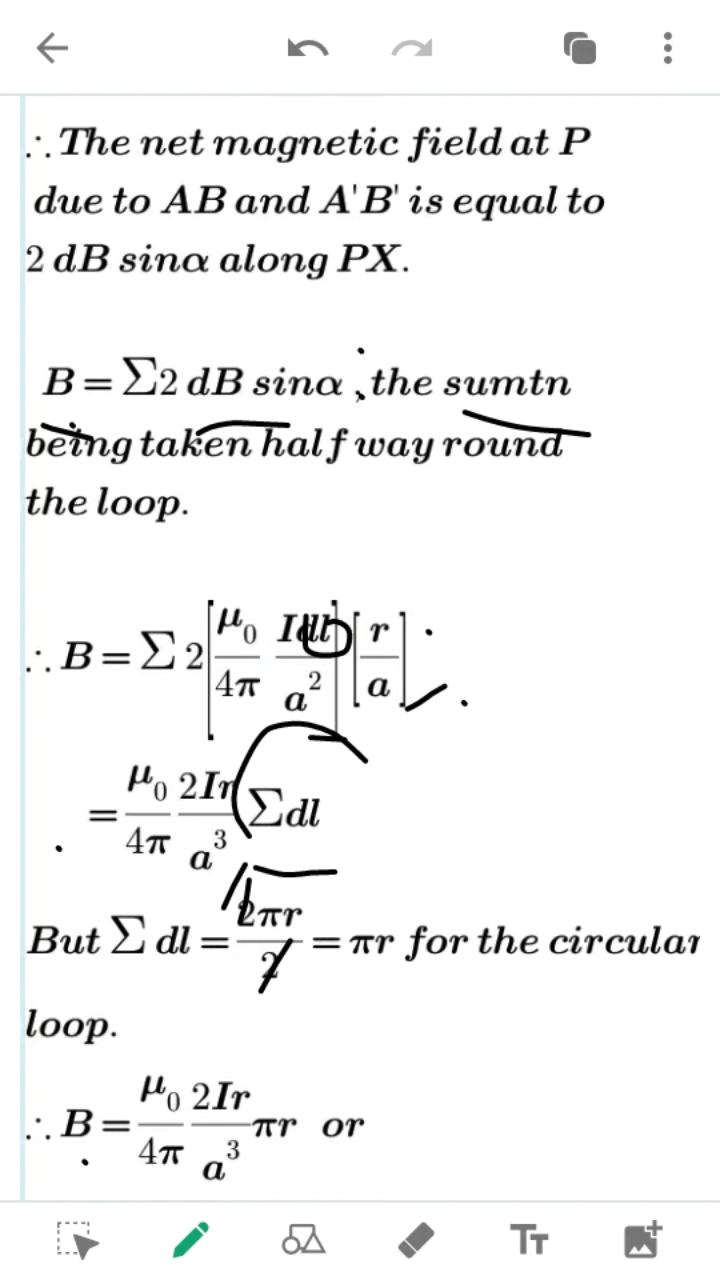 ∴ The net magnetic field at P
due to AB and A'B' is equal to
2 dB sinα along PX.
B = Σ2 dB sinα , the sumtn
being taken half way round
the loop.
∴ B = Σ 2[μ₀/4π Idl/a²][r/a]
= μ₀/4π 2Ir/a³ Σdl
But Σ dl = 2πr/2 = πr for the circular
loop.
∴ B = μ₀/4π 2Ir/a³ πr or